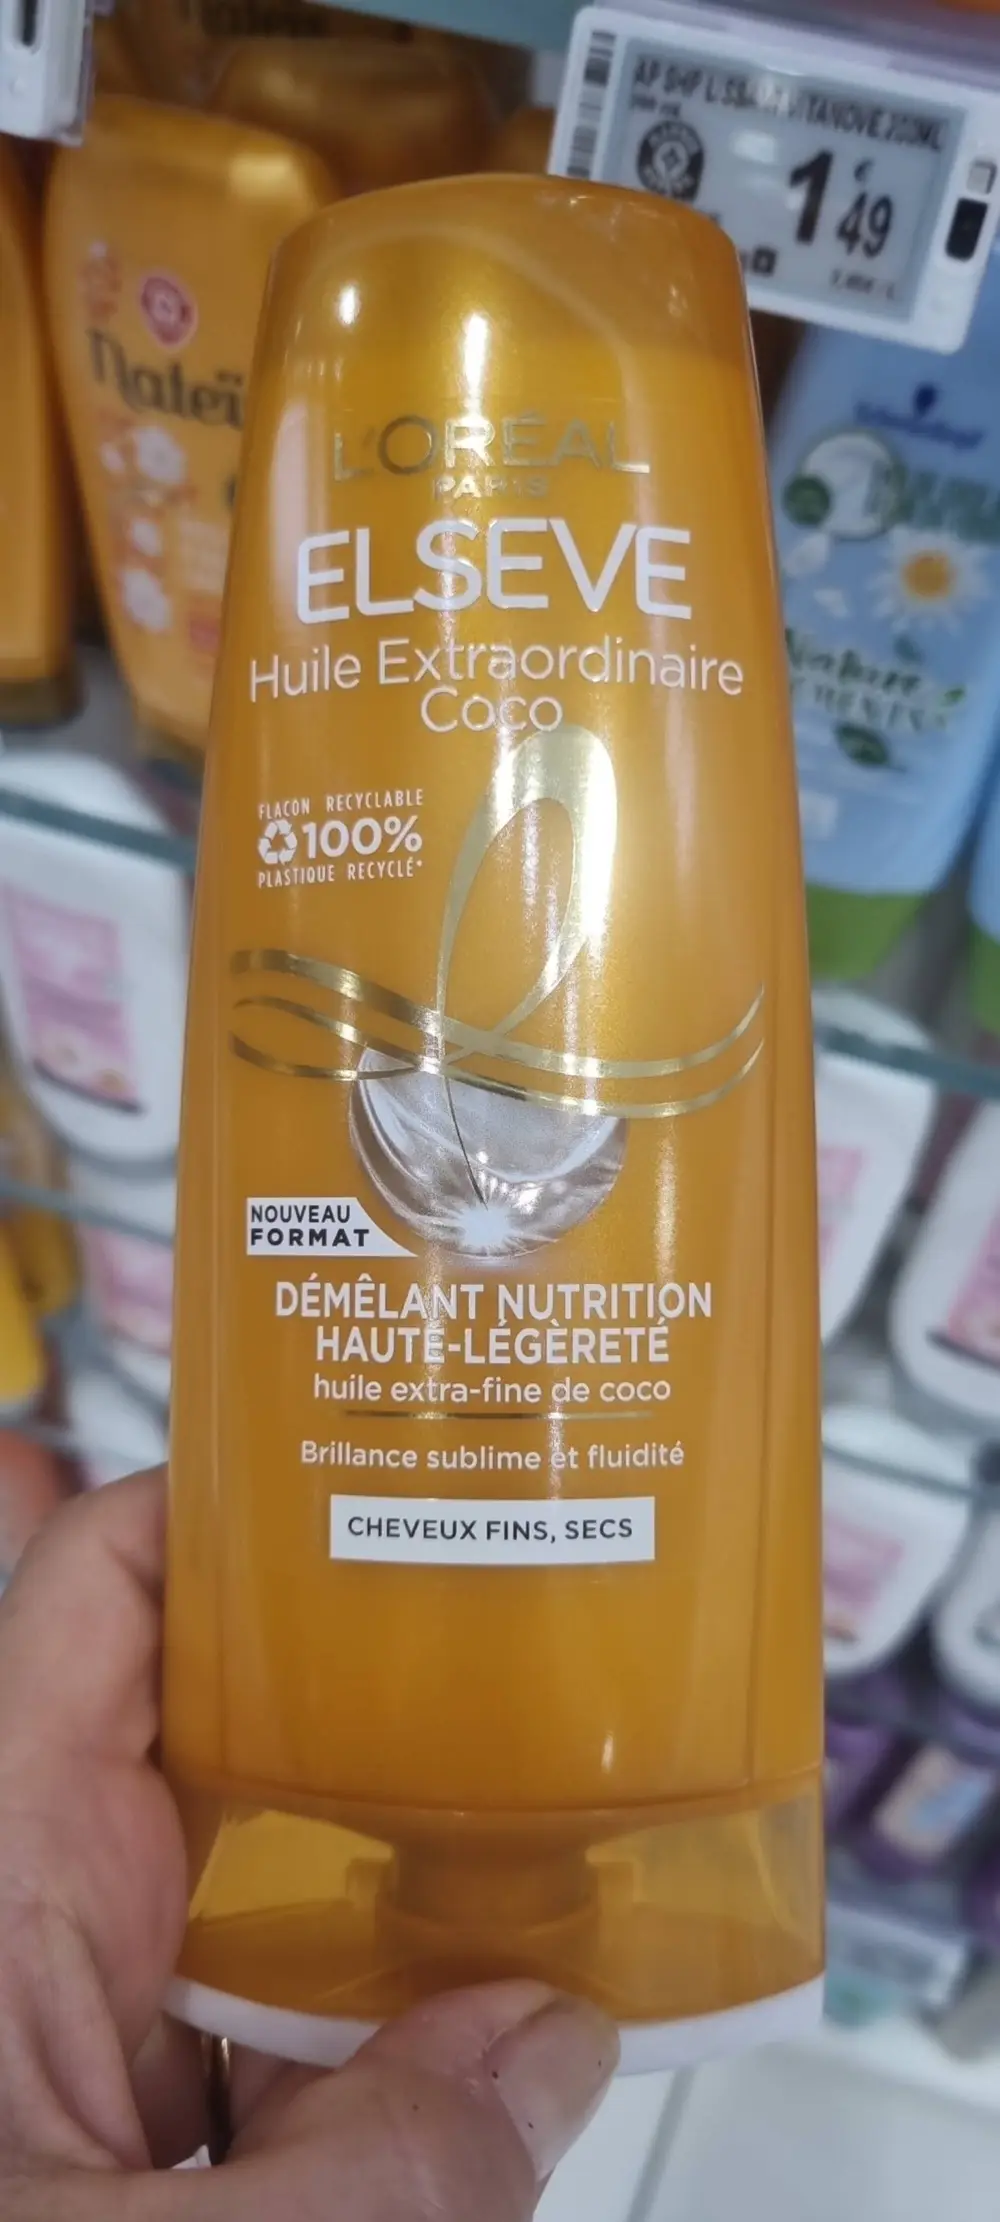 1 €49
Nateï
L'ORÉAL
PARIS
ELSEVE
Huile Extraordinaire
Coco
FLACON RECYCLABLE
100%
PLASTIQUE RECYCLÉ*
NOUVEAU
FORMAT
DÉMÊLANT NUTRITION
HAUTE-LÉGÈRETÉ
huile extra-fine de coco
Brillance sublime et fluidité
CHEVEUX FINS, SECS